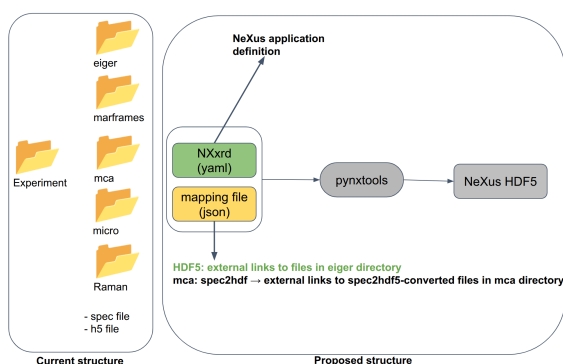 eiger
marframes
Experiment
mca
micro
Raman
- spec file
- h5 file
Current structure
NeXus application
definition
NXxrd
(yaml)
mapping file
(json)
pynxtools
NeXus HDF5
HDF5: external links to files in eiger directory
mca: spec2hdf → external links to spec2hdf5-converted files in mca directory
Proposed structure